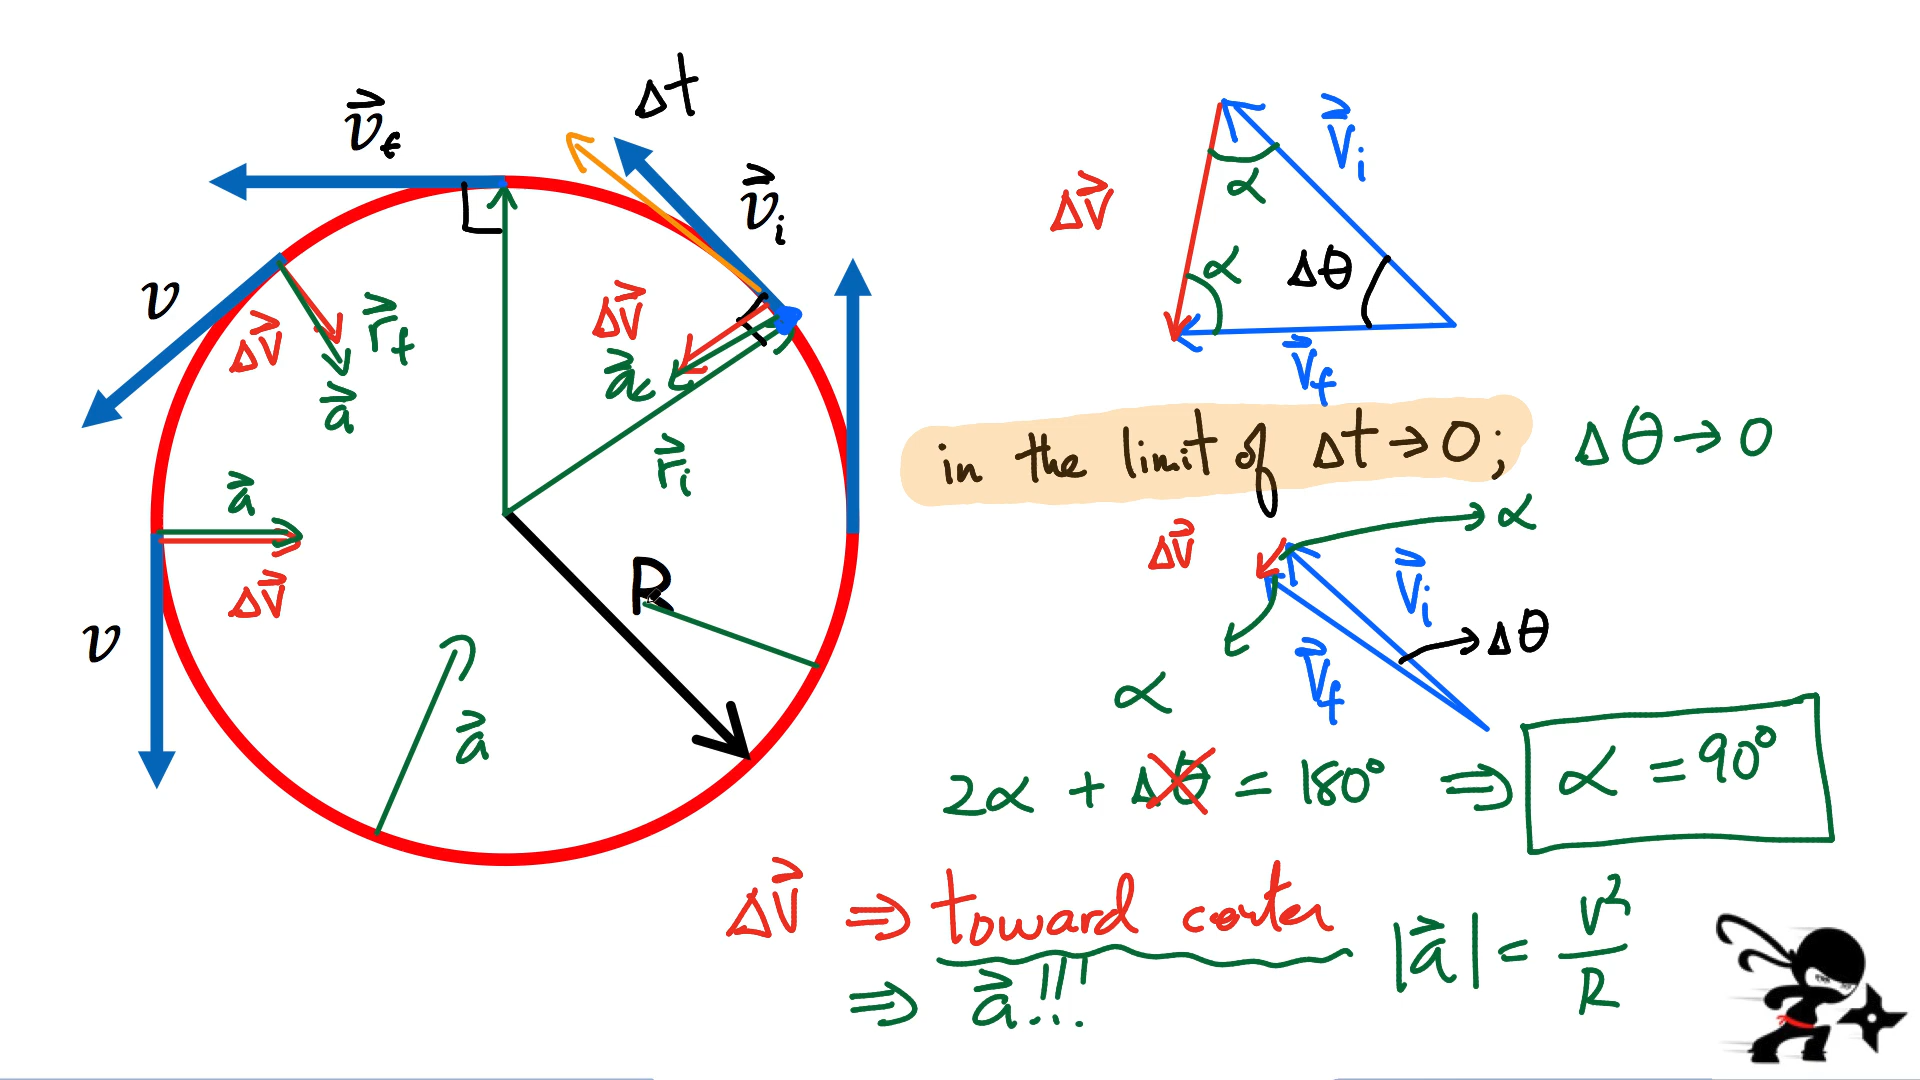 Δt
v⃗f
v⃗i
v
Δv⃗
r⃗f
a⃗
Δv⃗
a⃗c
r⃗i
a⃗
Δv⃗
R
v
a⃗
v⃗i
Δv⃗
α
α
Δθ
v⃗f
in the limit of Δt → 0; Δθ → 0
α
Δv⃗
v⃗i
Δθ
v⃗f
α
2α + Δθ = 180° ⇒ α = 90°
Δv⃗ ⇒ toward center
|a⃗| = v²/R
⇒ a⃗!!!